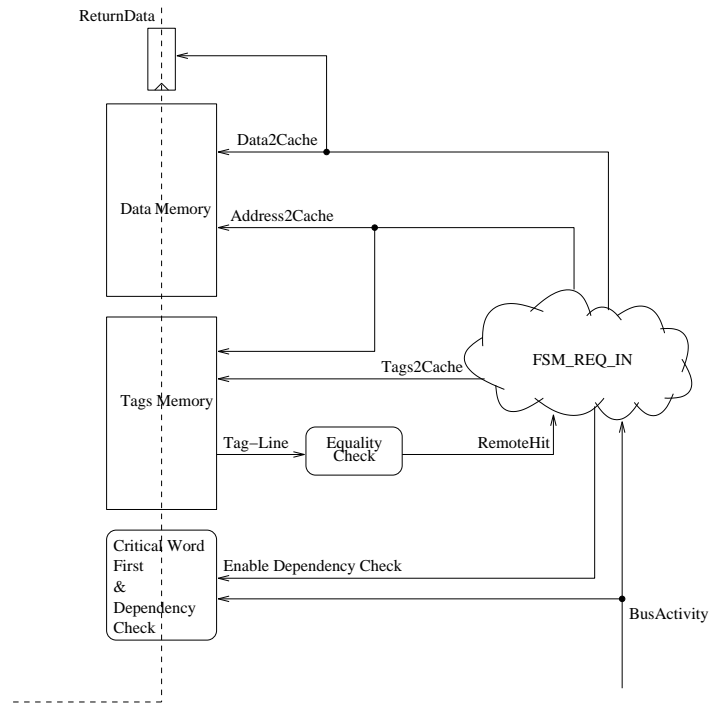 ReturnData
Data2Cache
Data Memory
Address2Cache
FSM_REQ_IN
Tags2Cache
Tags Memory
Tag-Line
Equality
Check
RemoteHit
Critical Word
First
&
Dependency
Check
Enable Dependency Check
BusActivity